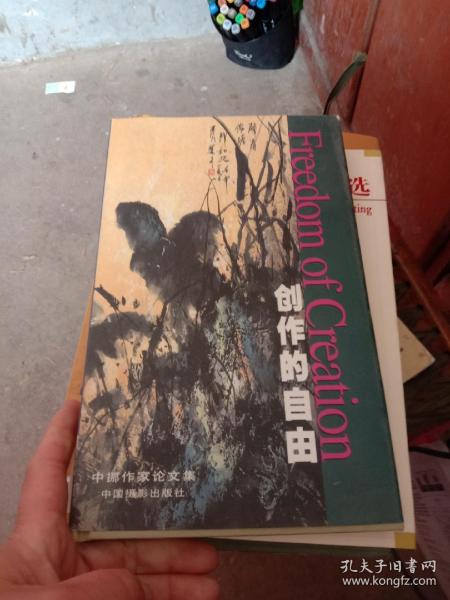 Freedom of Creation
创作的自由
中挪作家论文集
中国摄影出版社
选
孔夫子旧书网
www.kongfz.com